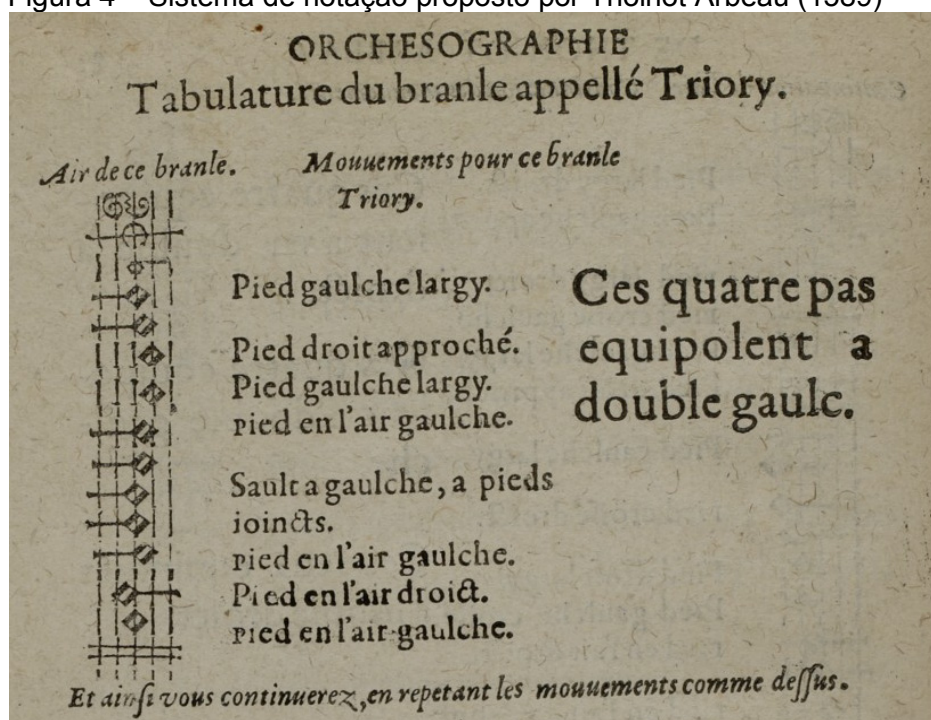 Figura 4 – Sistema de notação proposto por Thoinot Arbeau (1589)
ORCHESOGRAPHIE
Tabulature du branle appellé Triory.
Air de ce branle.
Mouuements pour ce branle
Triory.
Pied gaulche largy.
Pied droit approché.
Pied gaulche largy.
pied en l'air gaulche.
Sault a gaulche, a pieds
ioincts.
pied en l'air gaulche.
Pied en l'air droict.
pied en l'air gaulche.
Ces quatre pas
equipolent a
double gaulc.
Et ainſi vous continuerez, en repetant les mouuements comme deſſus.